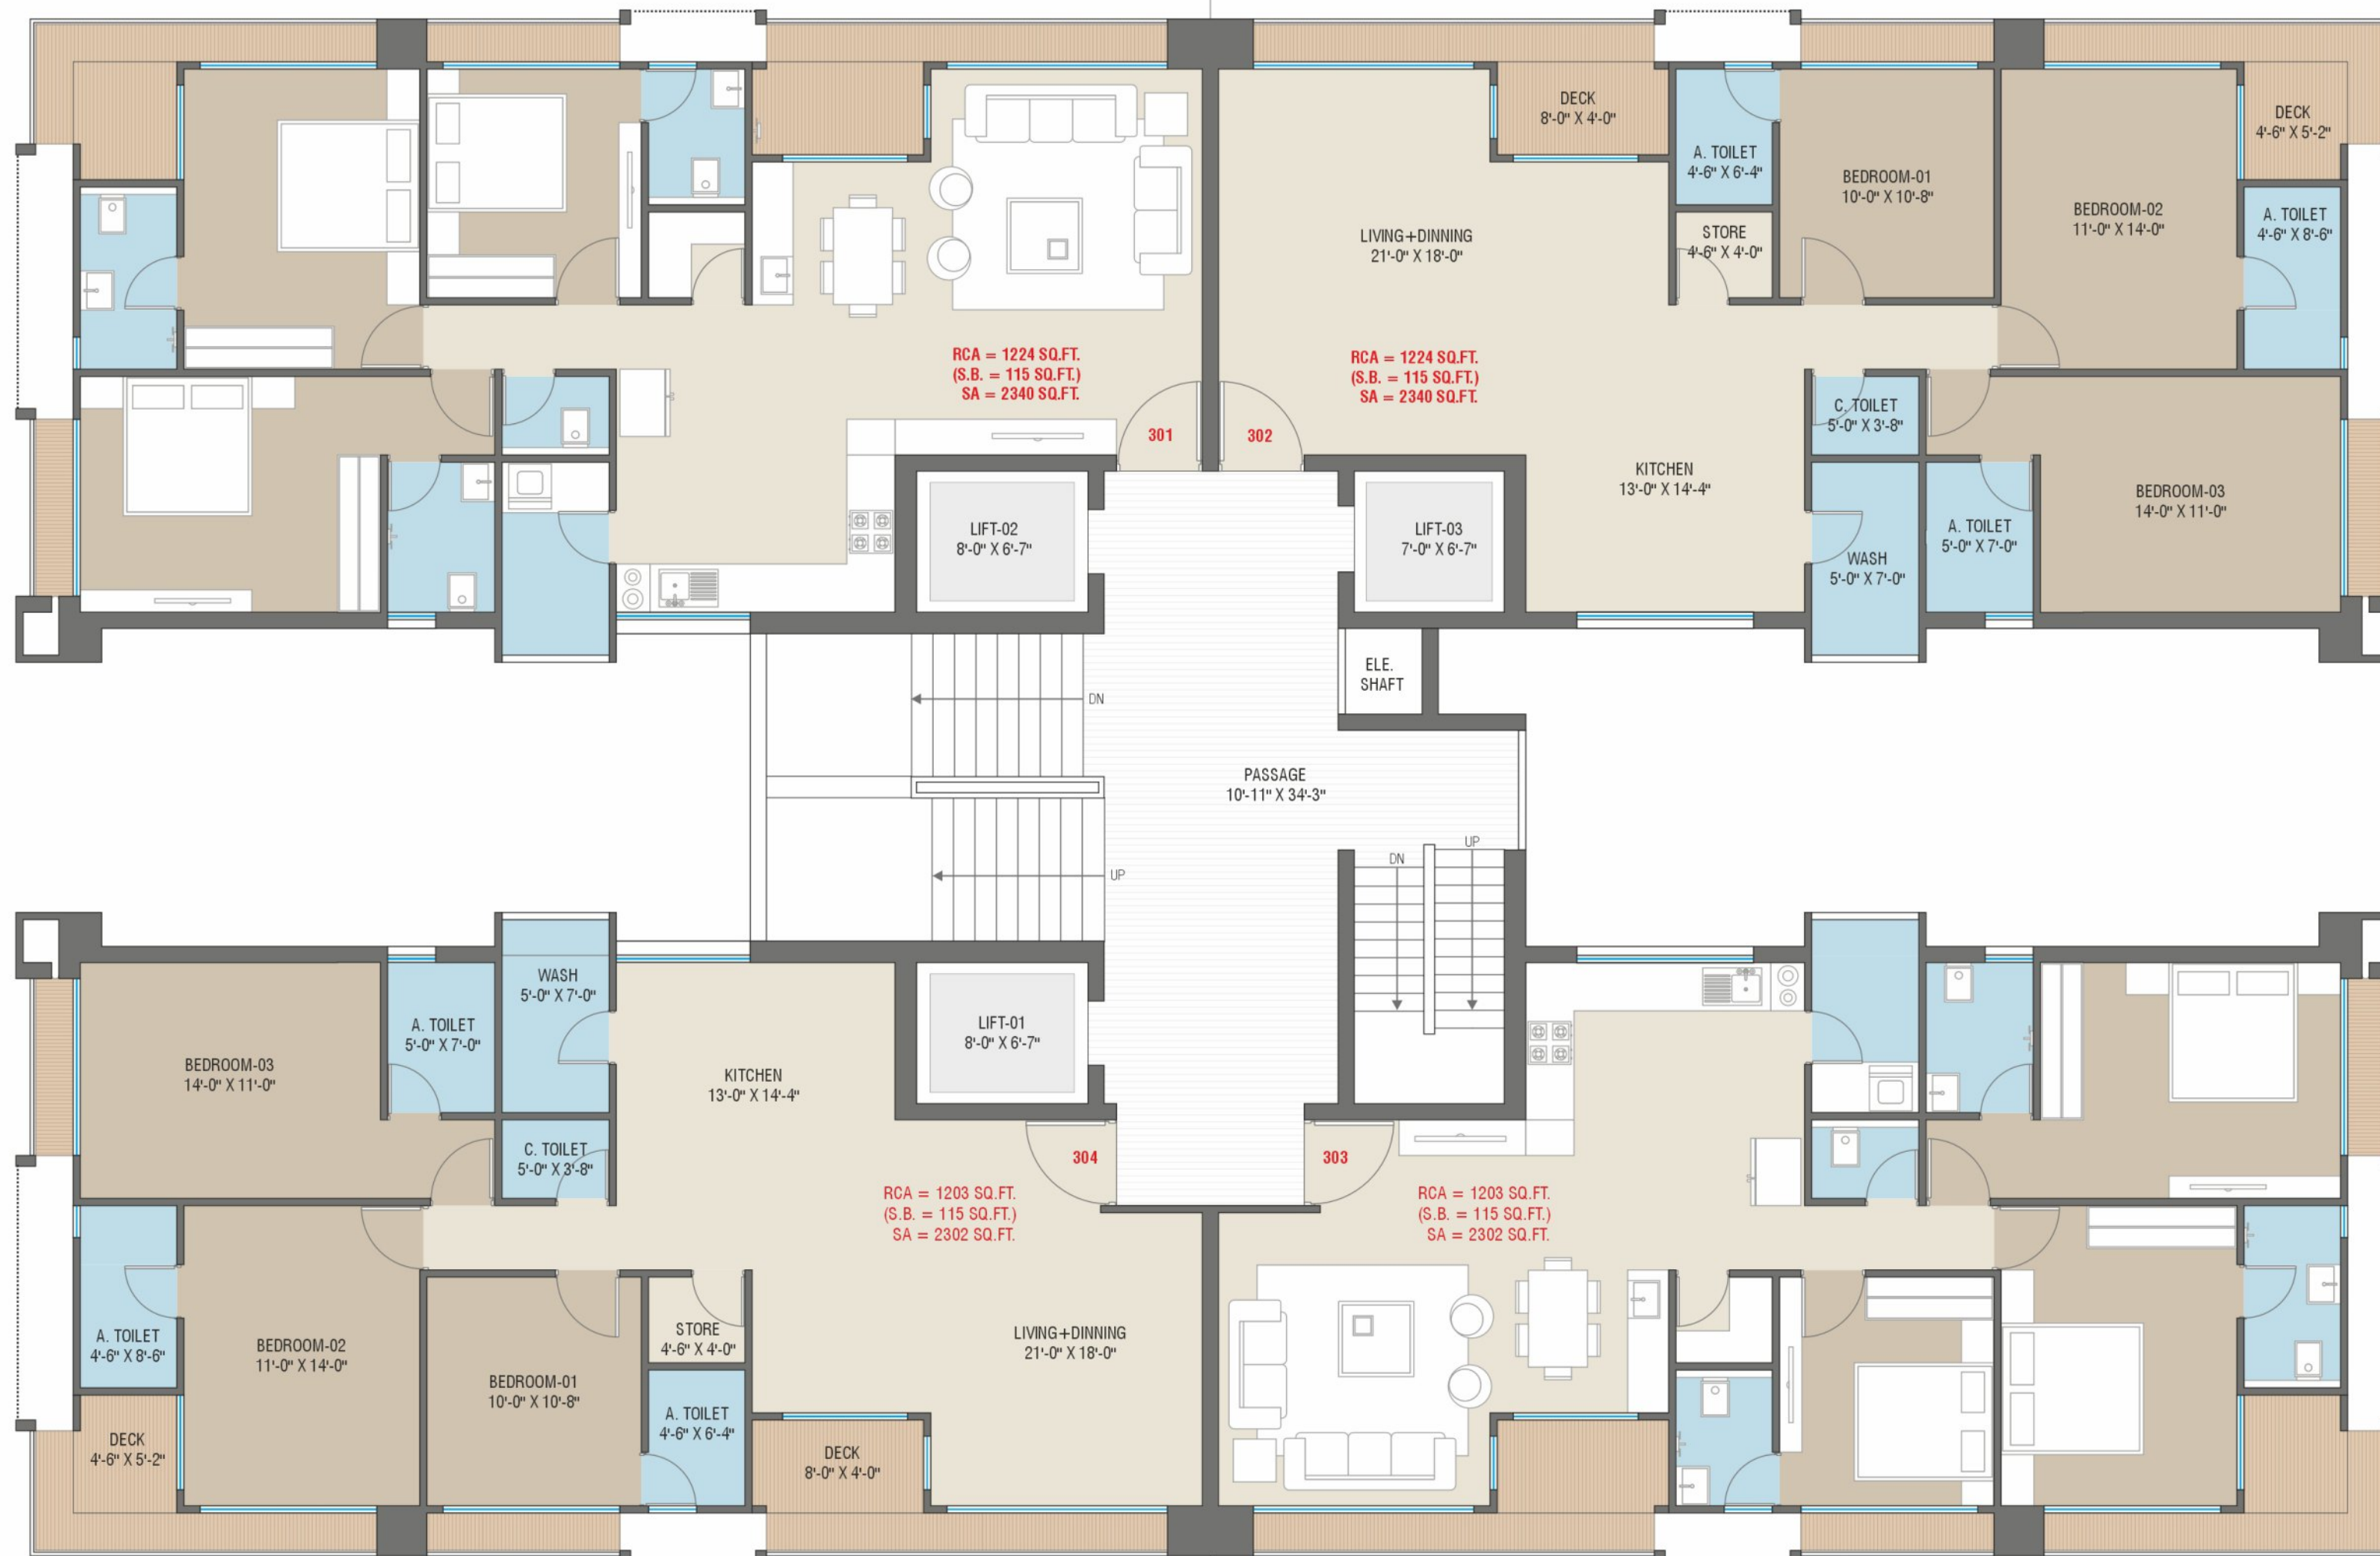 DECK
8'-0" X 4'-0"
DECK
4'-6" X 5'-2"
A. TOILET
4'-6" X 6'-4"
BEDROOM-01
10'-0" X 10'-8"
BEDROOM-02
11'-0" X 14'-0"
A. TOILET
4'-6" X 8'-6"
LIVING+DINNING
21'-0" X 18'-0"
STORE
4'-6" X 4'-0"
RCA = 1224 SQ.FT.
(S.B. = 115 SQ.FT.)
SA = 2340 SQ.FT.
RCA = 1224 SQ.FT.
(S.B. = 115 SQ.FT.)
SA = 2340 SQ.FT.
301
302
C. TOILET
5'-0" X 3'-8"
KITCHEN
13'-0" X 14'-4"
BEDROOM-03
14'-0" X 11'-0"
LIFT-02
8'-0" X 6'-7"
LIFT-03
7'-0" X 6'-7"
A. TOILET
5'-0" X 7'-0"
WASH
5'-0" X 7'-0"
ELE.
SHAFT
DN
PASSAGE
10'-11" X 34'-3"
UP
DN
UP
WASH
5'-0" X 7'-0"
A. TOILET
5'-0" X 7'-0"
LIFT-01
8'-0" X 6'-7"
BEDROOM-03
14'-0" X 11'-0"
KITCHEN
13'-0" X 14'-4"
C. TOILET
5'-0" X 3'-8"
304
303
RCA = 1203 SQ.FT.
(S.B. = 115 SQ.FT.)
SA = 2302 SQ.FT.
RCA = 1203 SQ.FT.
(S.B. = 115 SQ.FT.)
SA = 2302 SQ.FT.
A. TOILET
4'-6" X 8'-6"
BEDROOM-02
11'-0" X 14'-0"
STORE
4'-6" X 4'-0"
LIVING+DINNING
21'-0" X 18'-0"
BEDROOM-01
10'-0" X 10'-8"
A. TOILET
4'-6" X 6'-4"
DECK
4'-6" X 5'-2"
DECK
8'-0" X 4'-0"